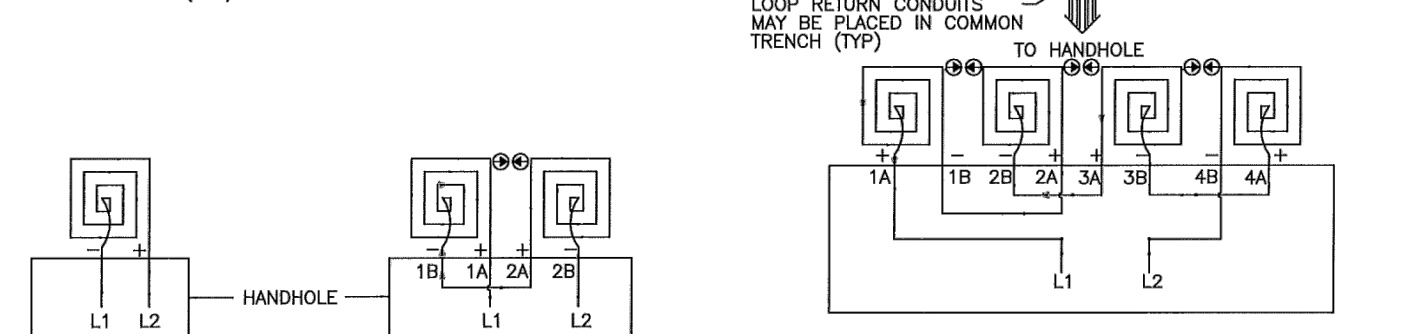 LOOP RETURN CONDUITS
MAY BE PLACED IN COMMON
TRENCH (TYP)
TO HANDHOLE
+ - - + + - - +
1A 1B 2B 2A 3A 3B 4B 4A
L1 L2
- +
- + + -
1B 1A 2A 2B
HANDHOLE
L1 L2
L1 L2